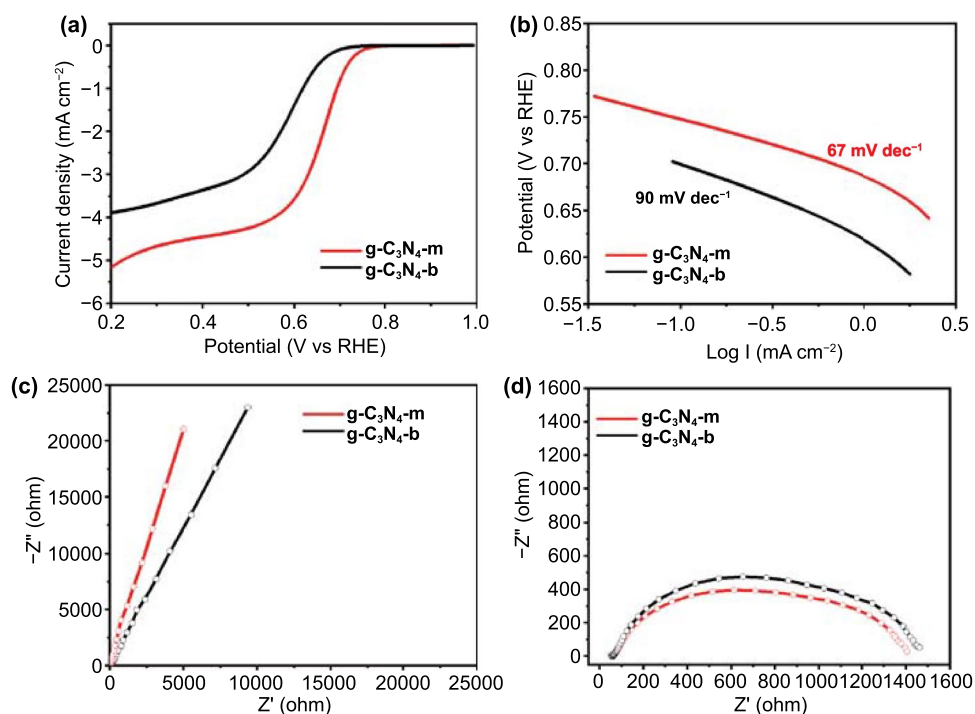 (a)
0
−1
−2
−3
−4
−5
−6
Current density (mA cm⁻²)
g-C₃N₄-m
g-C₃N₄-b
0.2 0.4 0.6 0.8 1.0
Potential (V vs RHE)
(b)
0.85
0.80
0.75
0.70
0.65
0.60
0.55
Potential (V vs RHE)
67 mV dec⁻¹
90 mV dec⁻¹
g-C₃N₄-m
g-C₃N₄-b
−1.5 −1.0 −0.5 0.0 0.5
Log I (mA cm⁻²)
(c)
25000
20000
15000
10000
5000
0
−Z" (ohm)
g-C₃N₄-m
g-C₃N₄-b
0 5000 10000 15000 20000 25000
Z' (ohm)
(d)
1600
1400
1200
1000
800
600
400
200
0
−Z" (ohm)
g-C₃N₄-m
g-C₃N₄-b
0 200 400 600 800 1000 1200 1400 1600
Z' (ohm)